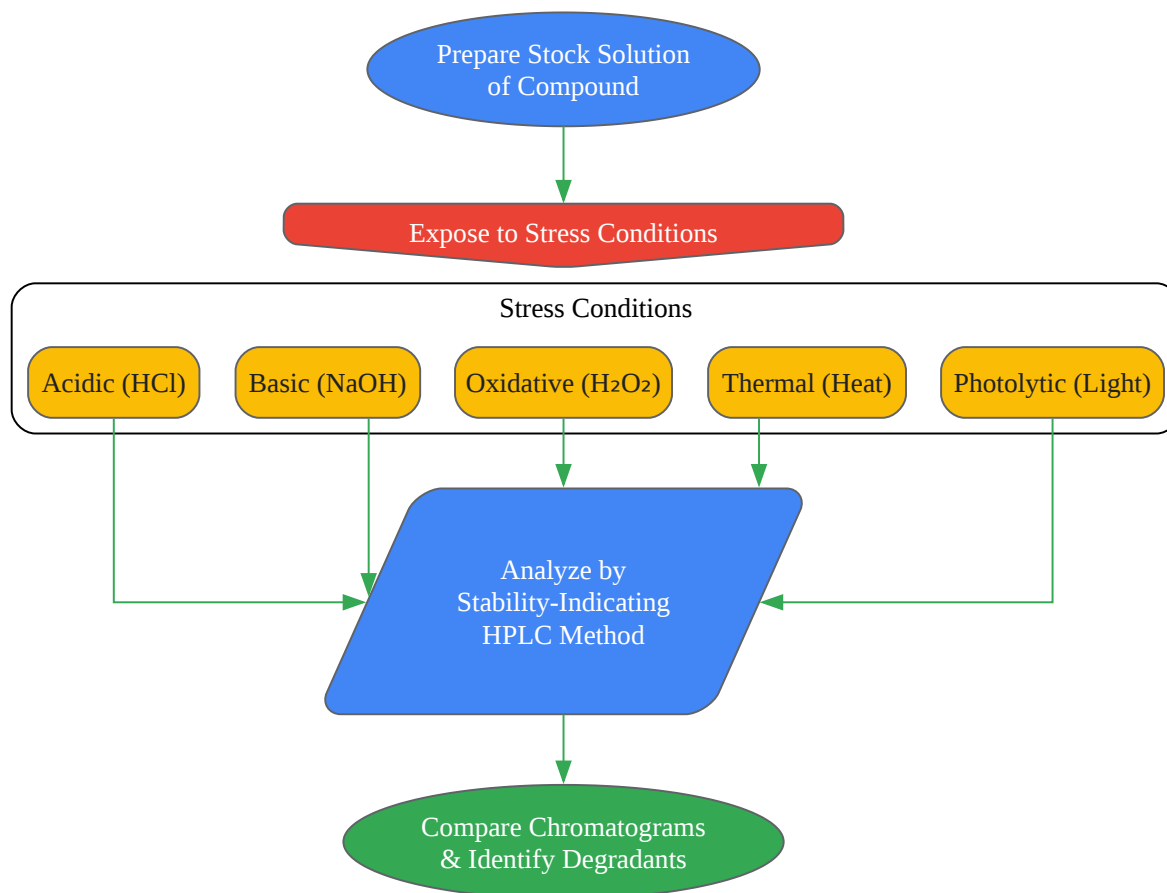 Prepare Stock Solution
of Compound
Expose to Stress Conditions
Stress Conditions
Acidic (HCl)
Basic (NaOH)
Oxidative (H₂O₂)
Thermal (Heat)
Photolytic (Light)
Analyze by
Stability-Indicating
HPLC Method
Compare Chromatograms
& Identify Degradants